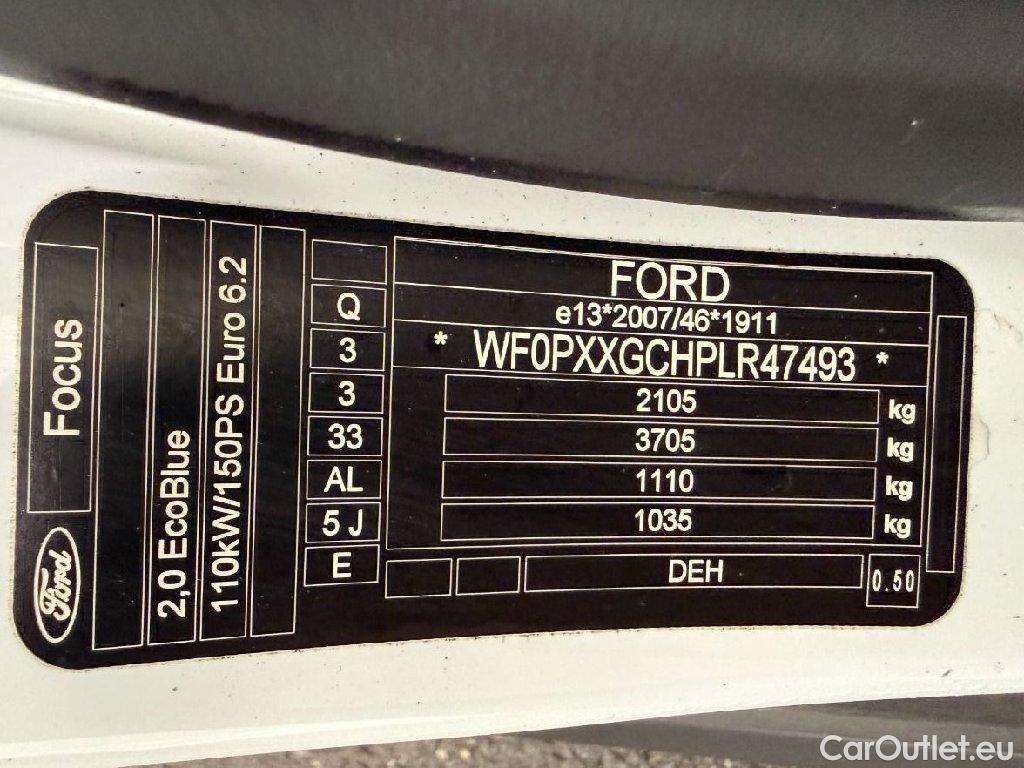 FORD
e13*2007/46*1911
* WF0PXXGCHPLR47493 *
2105 kg
3705 kg
1110 kg
1035 kg
DEH 0.50
Q
3
3
33
AL
5 J
E
Ford Focus
2,0 EcoBlue
110kW/150PS Euro 6.2
CarOutlet.eu